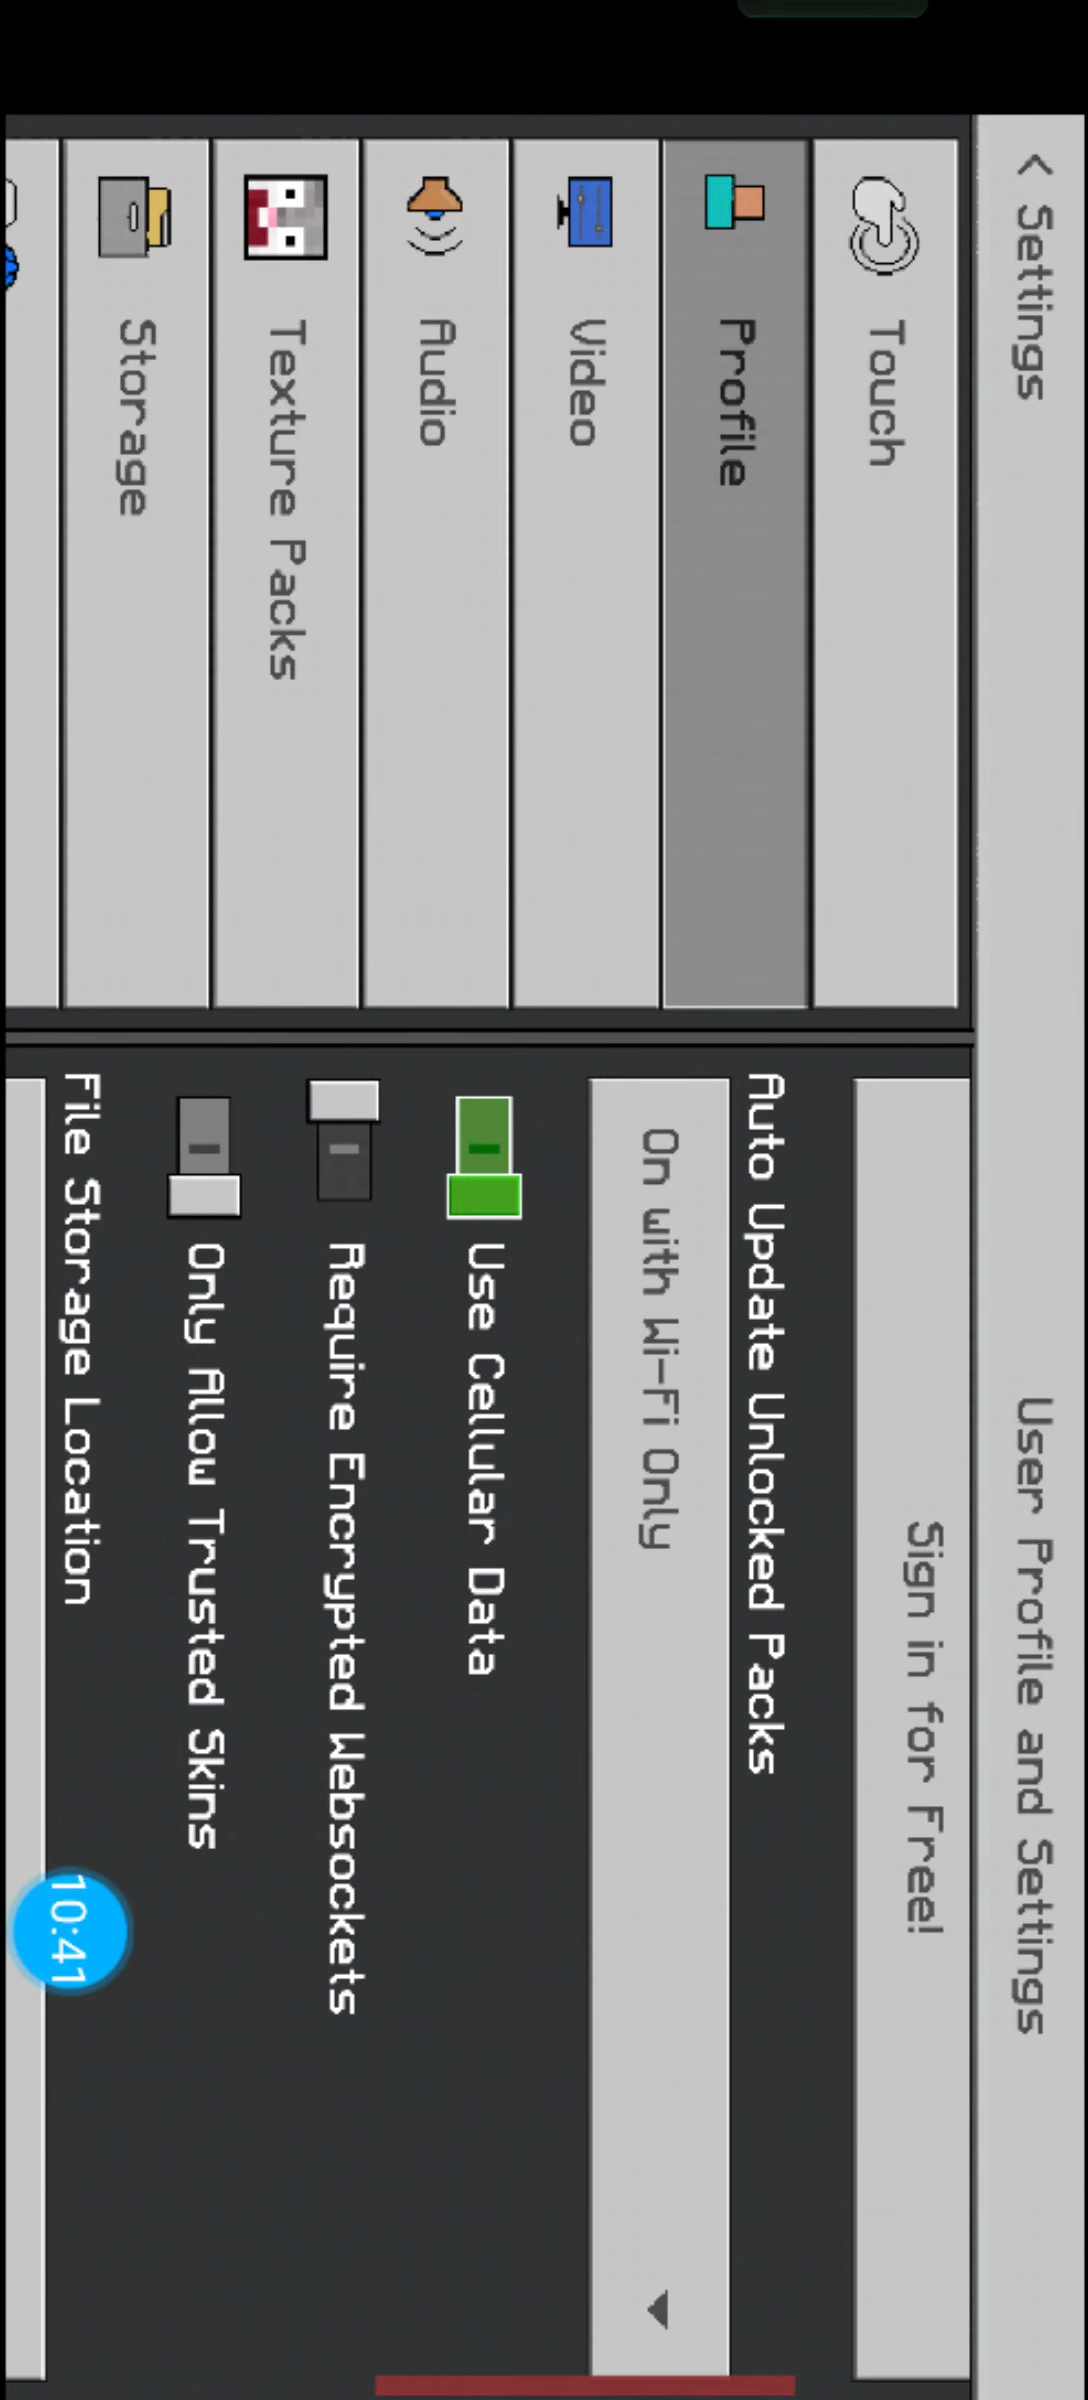 < Settings
User Profile and Settings
Touch
Profile
Video
Audio
Texture Packs
Storage
Sign in for Free!
Auto Update Unlocked Packs
On with Wi-Fi Only
Use Cellular Data
Require Encrypted Websockets
Only Allow Trusted Skins
File Storage Location
10:41